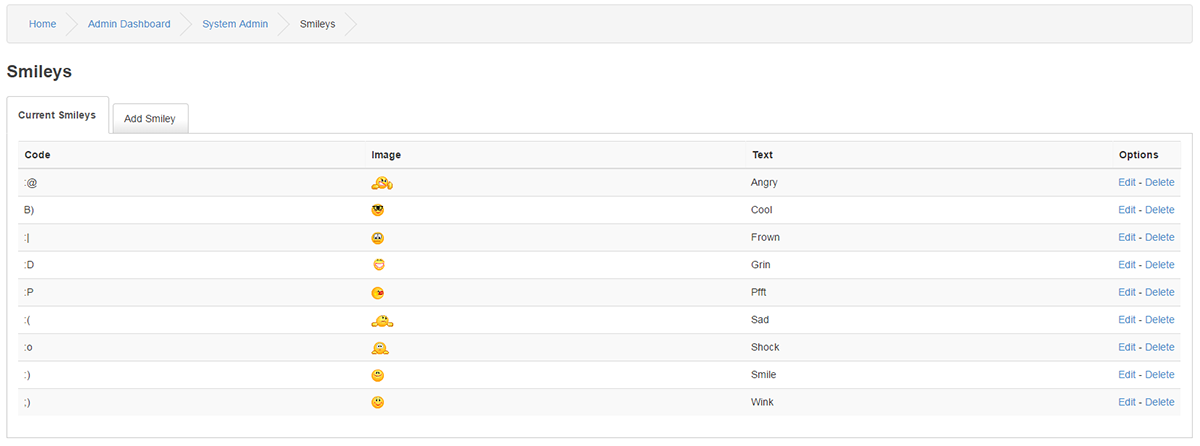 Home Admin Dashboard System Admin Smileys
Smileys
Current Smileys Add Smiley
Code Image Text Options
:@ Angry Edit - Delete
B) Cool Edit - Delete
:| Frown Edit - Delete
:D Grin Edit - Delete
:P Pfft Edit - Delete
:( Sad Edit - Delete
:o Shock Edit - Delete
:) Smile Edit - Delete
;) Wink Edit - Delete